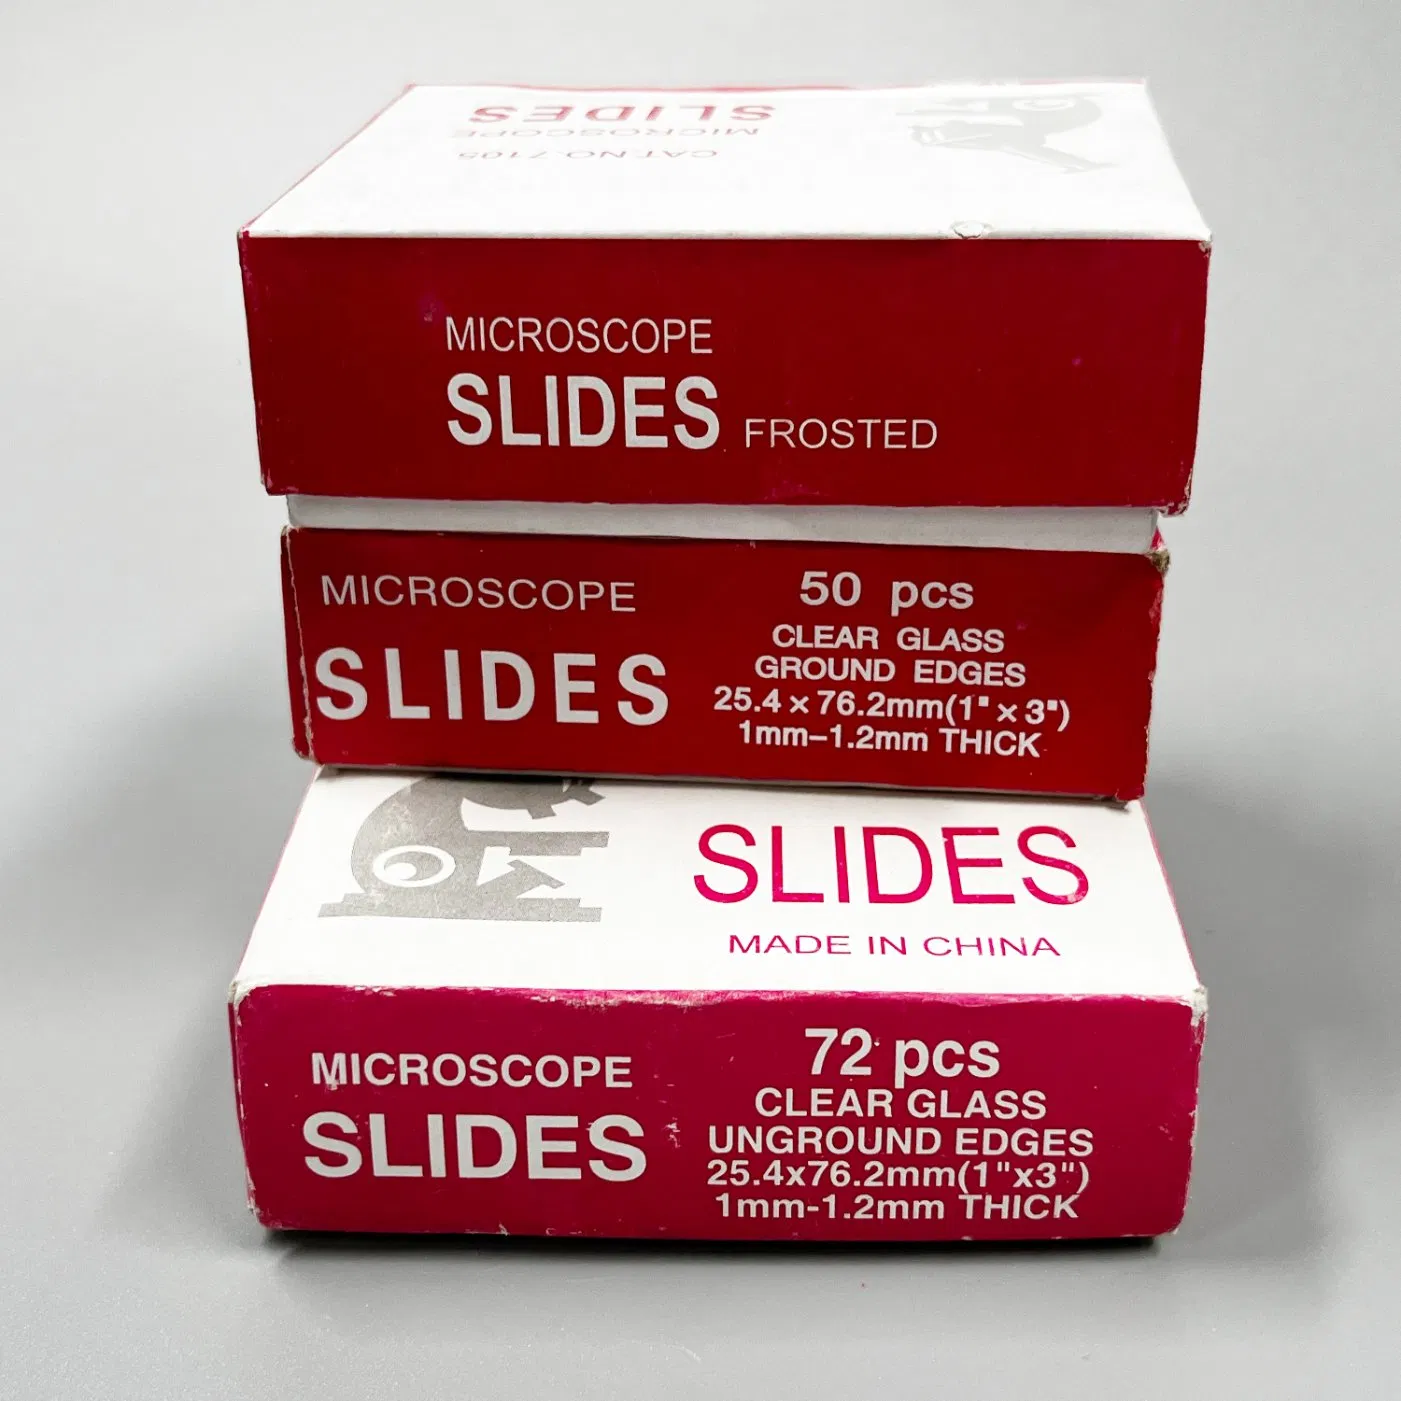 SLIDES
MICROSCOPE
CAT.NO.7105
MICROSCOPE
SLIDES FROSTED
MICROSCOPE
SLIDES
50 pcs
CLEAR GLASS
GROUND EDGES
25.4×76.2mm(1"×3")
1mm–1.2mm THICK
SLIDES
MADE IN CHINA
MICROSCOPE
SLIDES
72 pcs
CLEAR GLASS
UNGROUND EDGES
25.4x76.2mm(1"x3")
1mm-1.2mm THICK